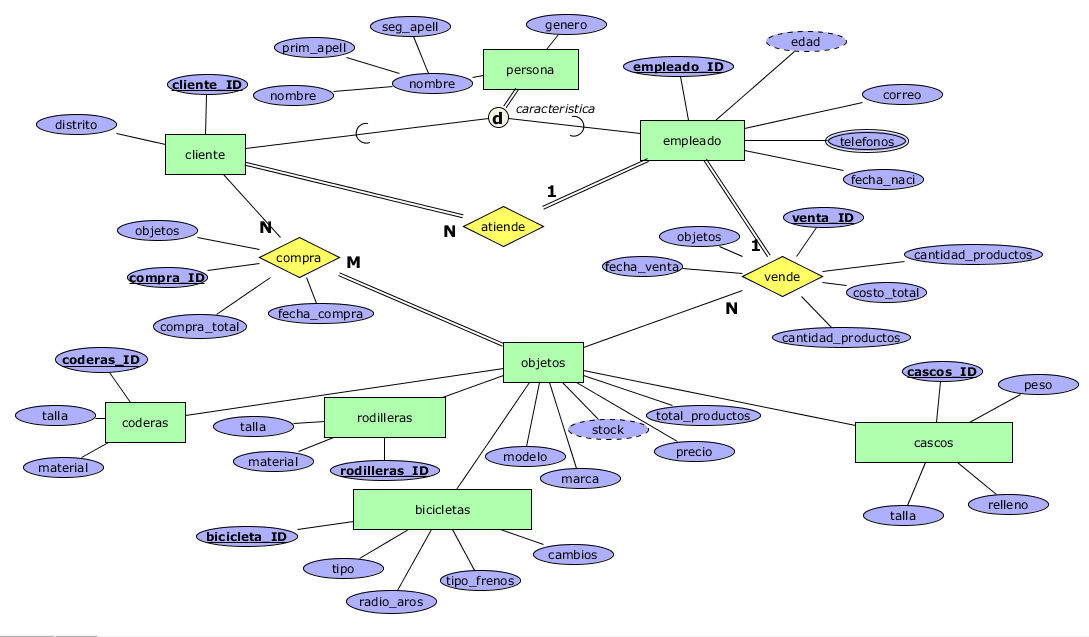 seg_apell
genero
prim_apell
edad
persona
empleado_ID
nombre
cliente_ID
nombre
correo
caracteristica
d
distrito
telefonos
empleado
cliente
fecha_naci
1
venta_ID
N
atiende
N
objetos
objetos
1
compra
M
cantidad_productos
fecha_venta
vende
compra_ID
costo_total
N
fecha_compra
compra_total
cantidad_productos
coderas_ID
objetos
cascos_ID
peso
talla
total_productos
coderas
talla
rodilleras
stock
cascos
material
material
rodilleras_ID
modelo
precio
marca
bicicletas
relleno
talla
bicicleta_ID
cambios
tipo
tipo_frenos
radio_aros